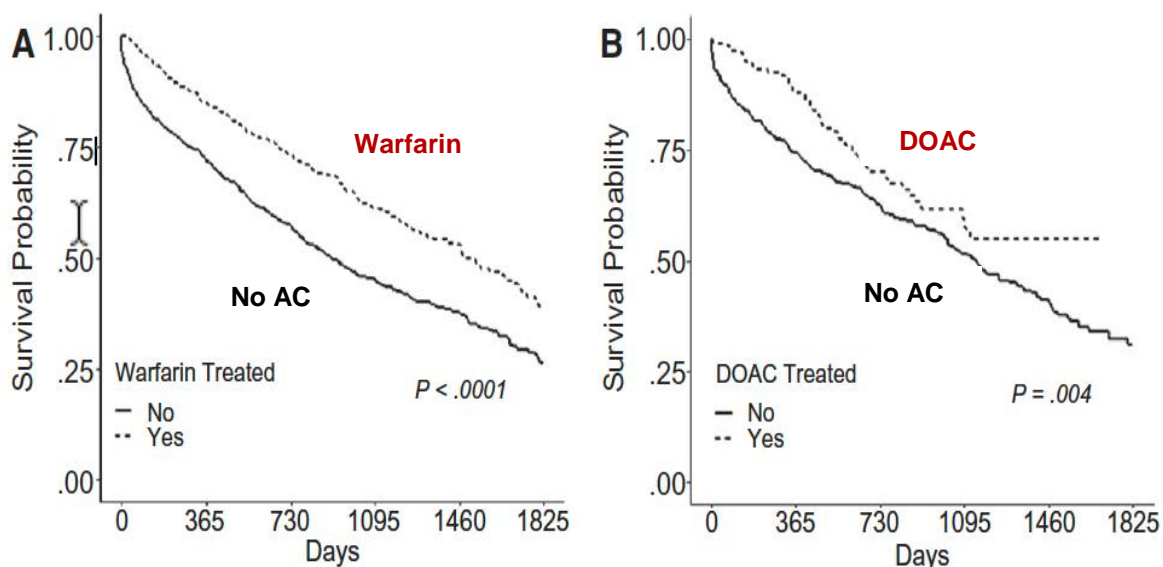 A
Survival Probability
1.00
.75
.50
.25
.00
Warfarin
No AC
Warfarin Treated
No
Yes
P < .0001
0 365 730 1095 1460 1825
Days
B
Survival Probability
1.00
.75
.50
.25
.00
DOAC
No AC
DOAC Treated
No
Yes
P = .004
0 365 730 1095 1460 1825
Days